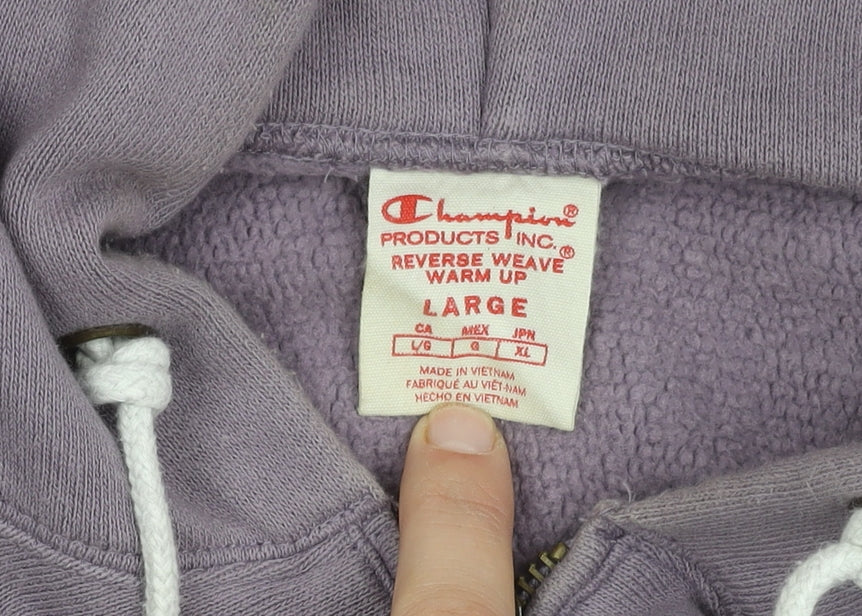 Champion®
PRODUCTS INC.
REVERSE WEAVE®
WARM UP
LARGE
CA MEX JPN
L/G G XL
MADE IN VIETNAM
FABRIQUÉ AU VIÊT-NAM
HECHO EN VIETNAM